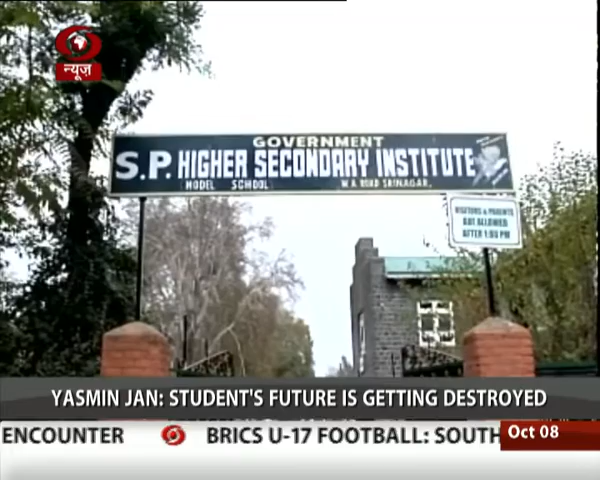 न्यूज़
GOVERNMENT
S.P. HIGHER SECONDARY INSTITUTE
MODEL SCHOOL M.A ROAD SRINAGAR.
VISITORS & PARENTS
NOT ALLOWED
AFTER 1:00 PM
YASMIN JAN: STUDENT'S FUTURE IS GETTING DESTROYED
ENCOUNTER BRICS U-17 FOOTBALL: SOUTH
Oct 08